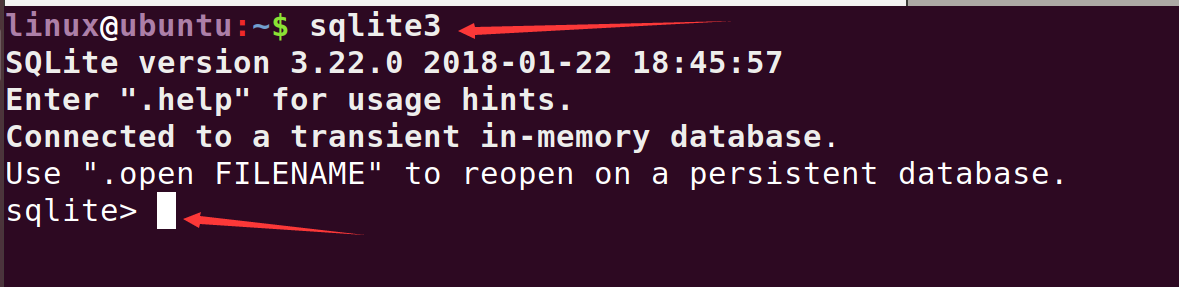 linux@ubuntu:~$ sqlite3
SQLite version 3.22.0 2018-01-22 18:45:57
Enter ".help" for usage hints.
Connected to a transient in-memory database.
Use ".open FILENAME" to reopen on a persistent database.
sqlite>